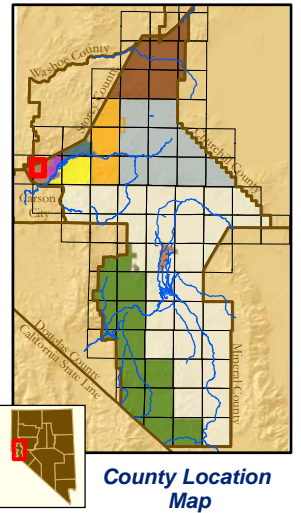 Washoe County
Storey County
Churchill County
Carson
City
Douglas County
California State Line
Mineral County
County Location
Map